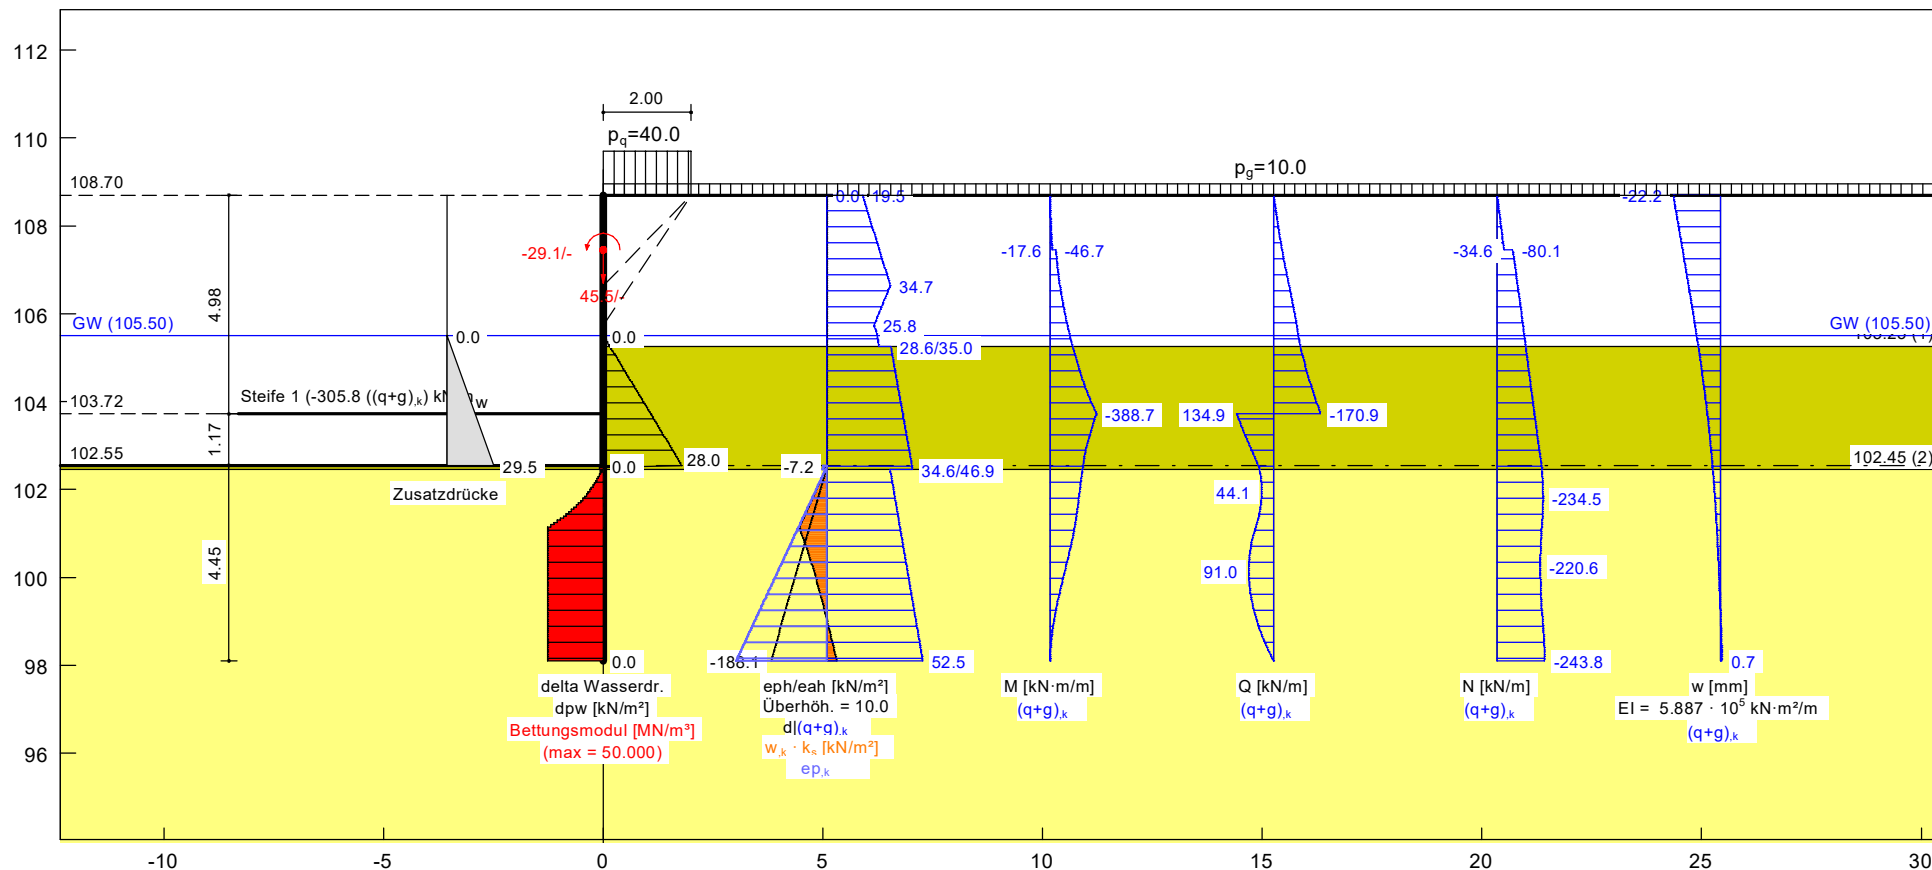 112
110
108
106
104
102
100
98
96
2.00
pq=40.0
pg=10.0
108.70
0.0
19.5
-22.2
-29.1/-
-17.6
-46.7
-34.6
-80.1
4.98
45.5/-
34.7
GW (105.50)
0.0
0.0
25.8
GW (105.50)
28.6/35.0
103.72
Steife 1 (-305.8 ((q+g),k) kN
w
-388.7
134.9
-170.9
1.17
102.55
29.5
0.0
28.0
-7.2
34.6/46.9
102.45 (2)
Zusatzdrücke
44.1
-234.5
4.45
91.0
-220.6
0.0
-188.1
52.5
-243.8
0.7
delta Wasserdr.
dpw [kN/m²]
Bettungsmodul [MN/m³]
(max = 50.000)
eph/eah [kN/m²]
Überhöh. = 10.0
(q+g),k
w,k · ks [kN/m²]
ep,k
M [kN·m/m]
(q+g),k
Q [kN/m]
(q+g),k
N [kN/m]
(q+g),k
w [mm]
EI = 5.887 · 10⁵ kN·m²/m
(q+g),k
-10
-5
0
5
10
15
20
25
30